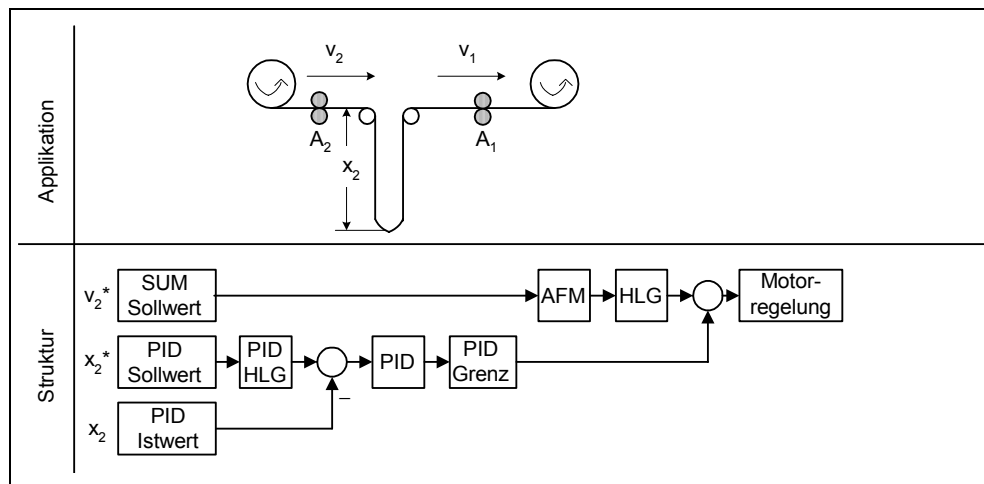 Applikation
v2
v1
A2
A1
x2
Struktur
v2*
SUM
Sollwert
AFM
HLG
Motor-
regelung
x2*
PID
Sollwert
PID
HLG
PID
PID
Grenz
–
x2
PID
Istwert